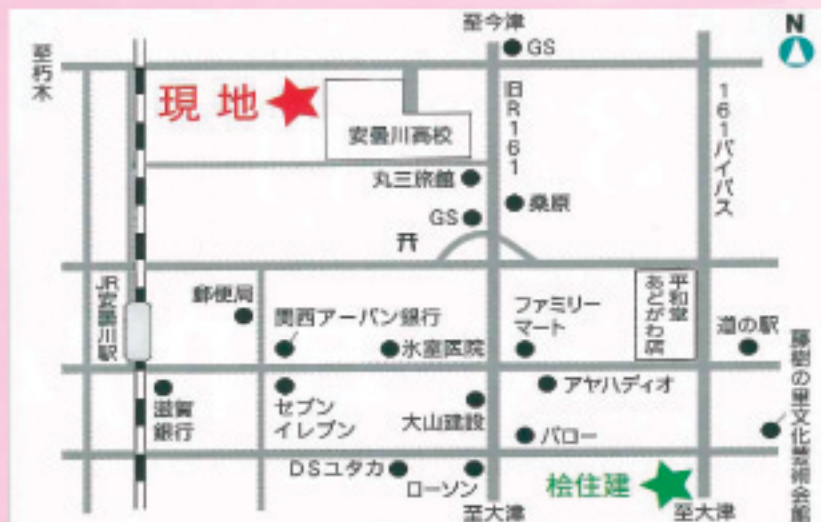 至今津
N
GS
至朽木
現地
旧R161
161バイパス
安曇川高校
丸三旅館
桑原
GS
JR安曇川駅
郵便局
関西アーバン銀行
ファミリー
マート
平和堂
あどがわ店
道の駅
氷室医院
藤樹の里文化芸術会館
滋賀
銀行
セブン
イレブン
大山建設
アヤハディオ
バロー
DSユタカ
ローソン
桧住建
至大津
至大津